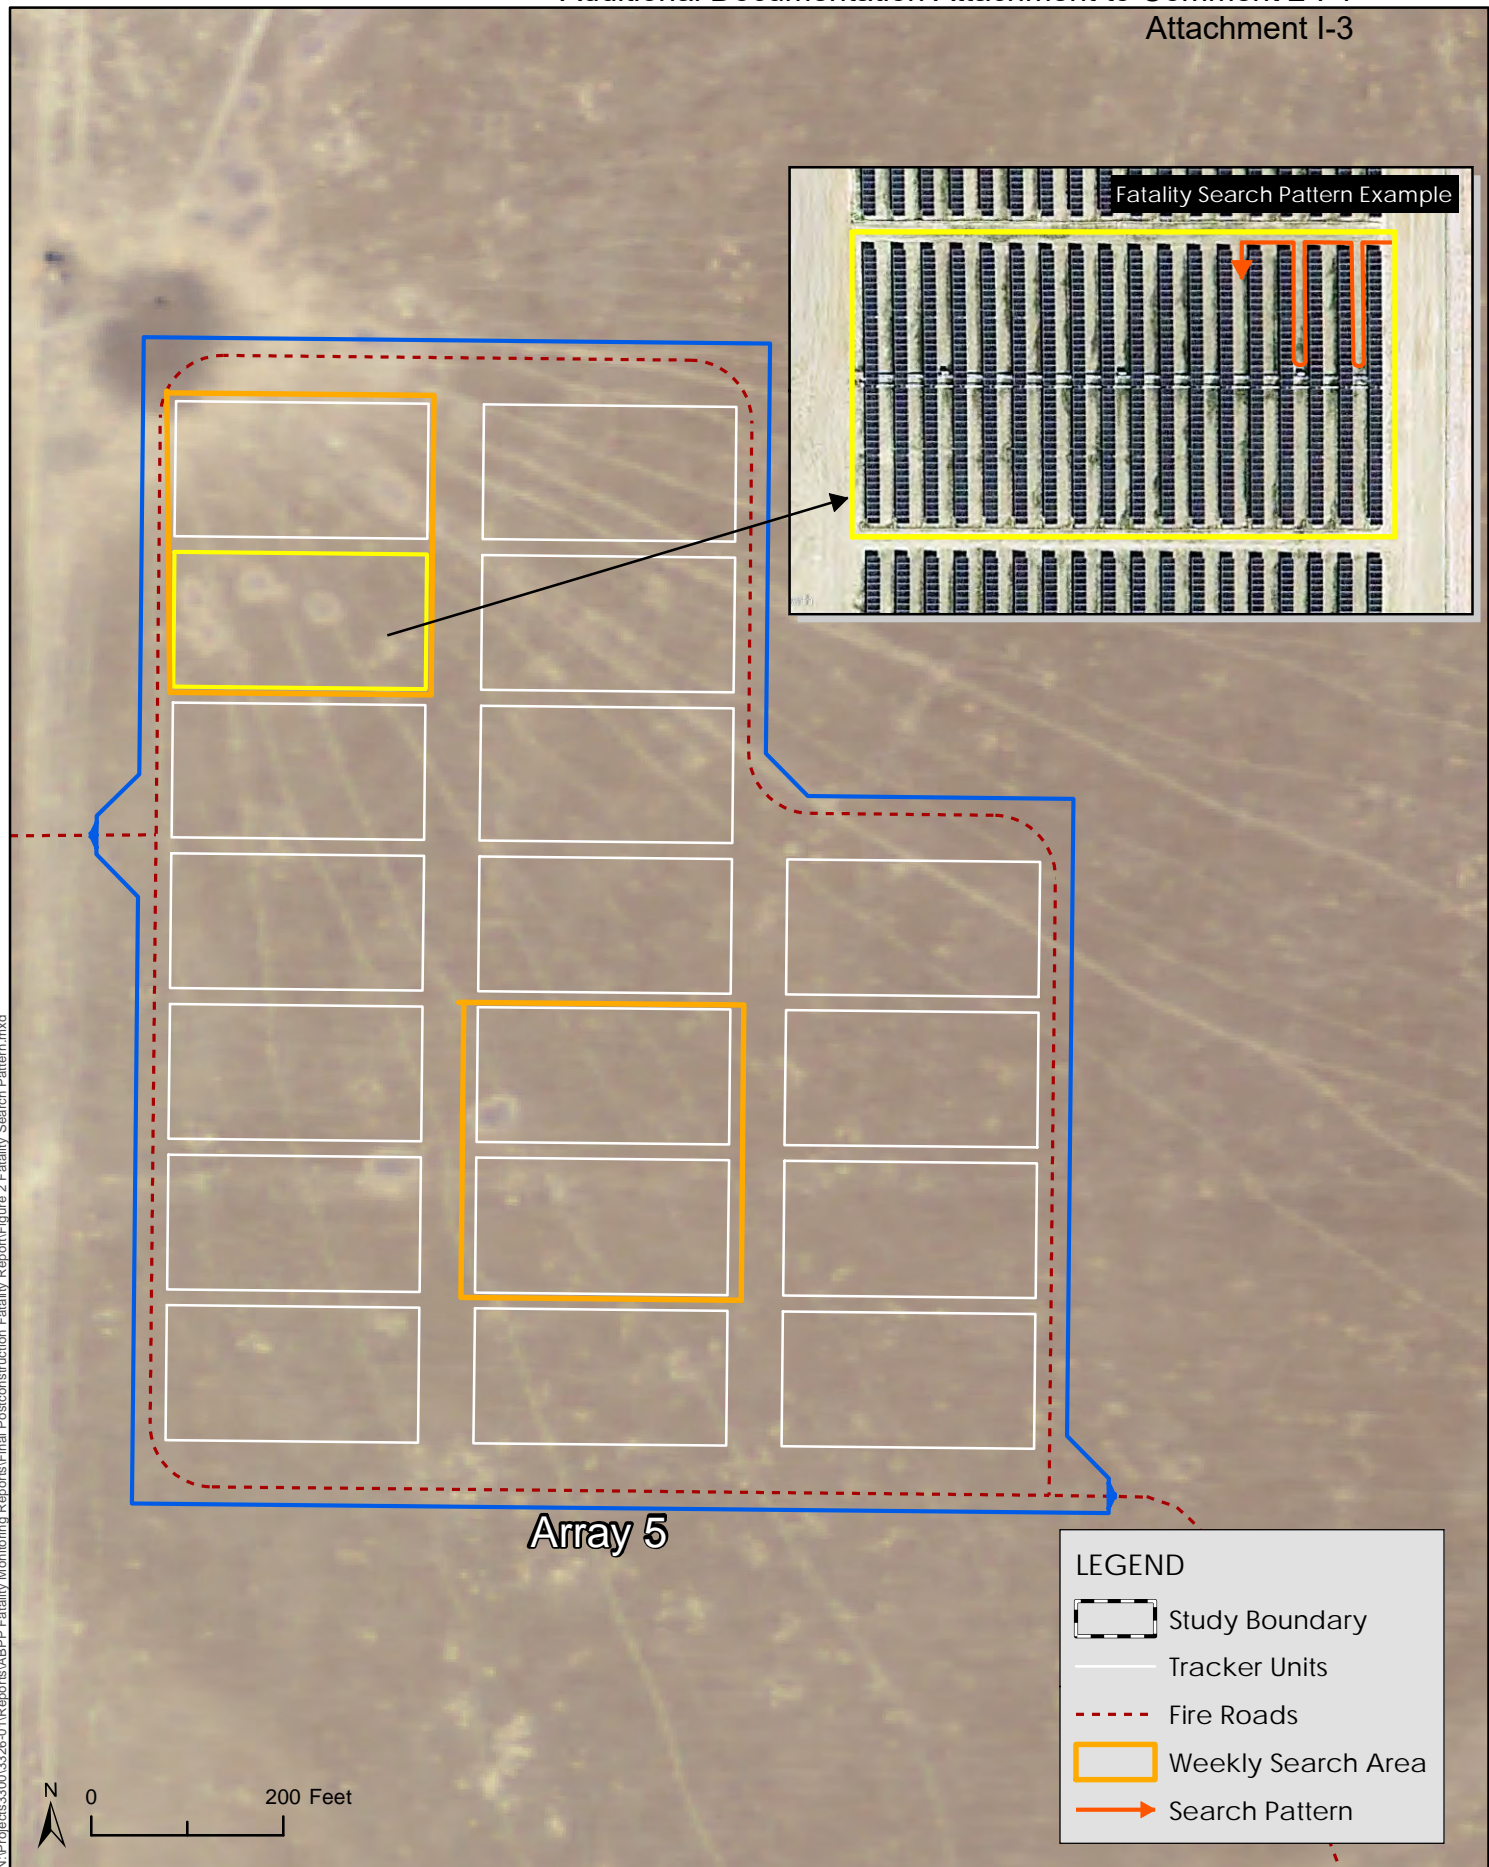 Attachment I-3
Fatality Search Pattern Example
Array 5
LEGEND
Study Boundary
Tracker Units
Fire Roads
Weekly Search Area
Search Pattern
N
0 200 Feet